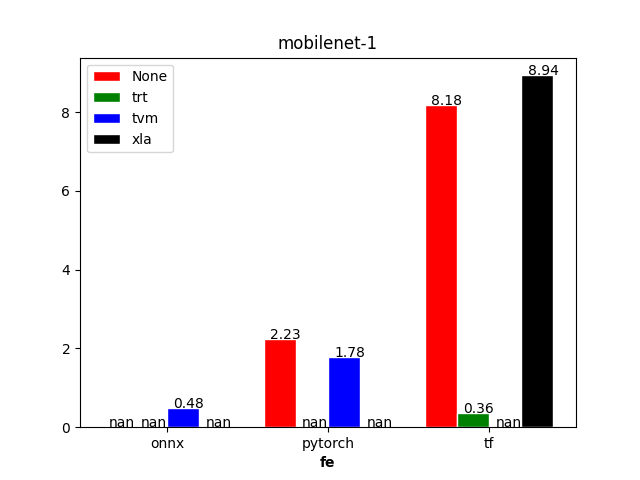 mobilenet-1
None
trt
tvm
xla
8
6
4
2
0
nan
nan
0.48
nan
2.23
nan
1.78
nan
8.18
0.36
nan
8.94
onnx
pytorch
tf
fe